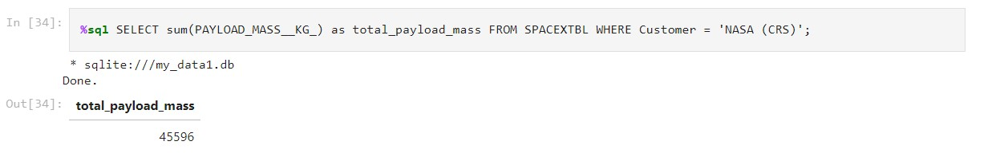 In [34]: %sql SELECT sum(PAYLOAD_MASS__KG_) as total_payload_mass FROM SPACEXTBL WHERE Customer = 'NASA (CRS)';
* sqlite:///my_data1.db
Done.
Out[34]: total_payload_mass
45596